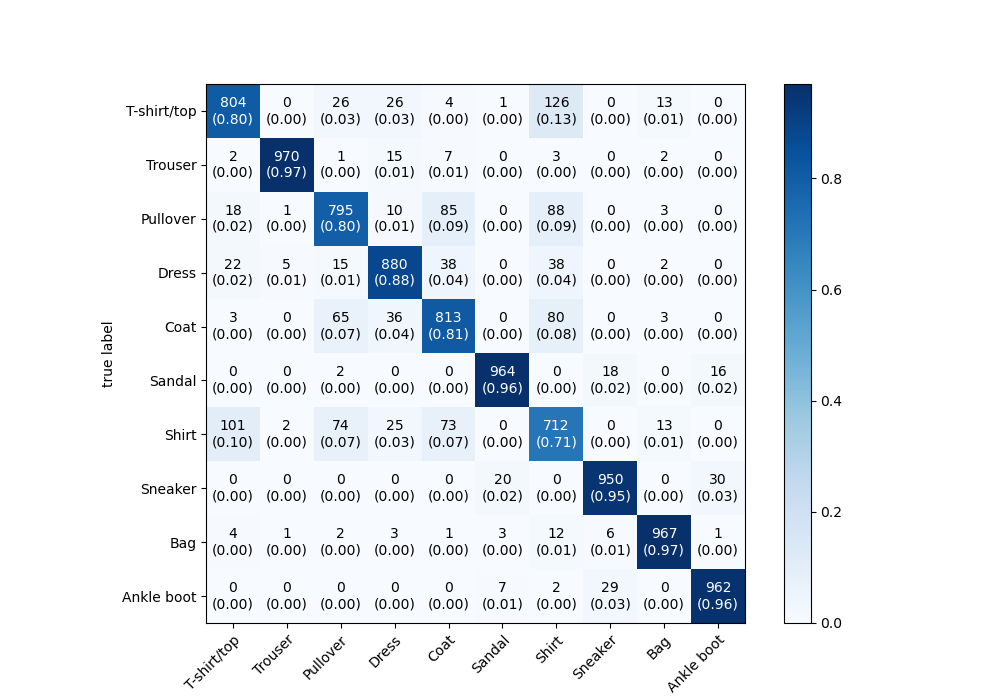 T-shirt/top 804 0 26 26 4 1 126 0 13 0
(0.80) (0.00) (0.03) (0.03) (0.00) (0.00) (0.13) (0.00) (0.01) (0.00)
Trouser 2 970 1 15 7 0 3 0 2 0
(0.00) (0.97) (0.00) (0.01) (0.01) (0.00) (0.00) (0.00) (0.00) (0.00)
Pullover 18 1 795 10 85 0 88 0 3 0
(0.02) (0.00) (0.80) (0.01) (0.09) (0.00) (0.09) (0.00) (0.00) (0.00)
Dress 22 5 15 880 38 0 38 0 2 0
(0.02) (0.01) (0.01) (0.88) (0.04) (0.00) (0.04) (0.00) (0.00) (0.00)
Coat 3 0 65 36 813 0 80 0 3 0
(0.00) (0.00) (0.07) (0.04) (0.81) (0.00) (0.08) (0.00) (0.00) (0.00)
Sandal 0 0 2 0 0 964 0 18 0 16
(0.00) (0.00) (0.00) (0.00) (0.00) (0.96) (0.00) (0.02) (0.00) (0.02)
Shirt 101 2 74 25 73 0 712 0 13 0
(0.10) (0.00) (0.07) (0.03) (0.07) (0.00) (0.71) (0.00) (0.01) (0.00)
Sneaker 0 0 0 0 0 20 0 950 0 30
(0.00) (0.00) (0.00) (0.00) (0.00) (0.02) (0.00) (0.95) (0.00) (0.03)
Bag 4 1 2 3 1 3 12 6 967 1
(0.00) (0.00) (0.00) (0.00) (0.00) (0.00) (0.01) (0.01) (0.97) (0.00)
Ankle boot 0 0 0 0 0 7 2 29 0 962
(0.00) (0.00) (0.00) (0.00) (0.00) (0.01) (0.00) (0.03) (0.00) (0.96)
true label
T-shirt/top Trouser Pullover Dress Coat Sandal Shirt Sneaker Bag Ankle boot
0.8
0.6
0.4
0.2
0.0